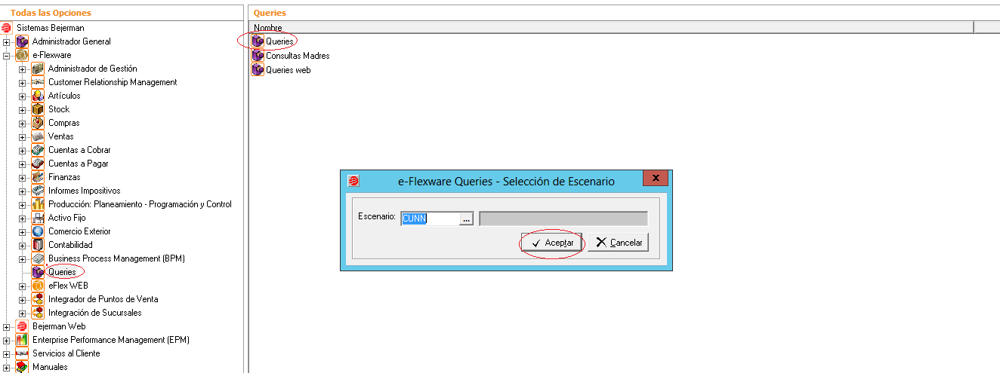 Todas las Opciones
Sistemas Bejerman
Administrador General
e-Flexware
Administrador de Gestión
Customer Relationship Management
Artículos
Stock
Compras
Ventas
Cuentas a Cobrar
Cuentas a Pagar
Finanzas
Informes Impositivos
Producción: Planeamiento - Programación y Control
Activo Fijo
Comercio Exterior
Contabilidad
Business Process Management (BPM)
Queries
eFlex WEB
Integrador de Puntos de Venta
Integración de Sucursales
Bejerman Web
Enterprise Performance Management (EPM)
Servicios al Cliente
Manuales
Queries
Nombre
Queries
Consultas Madres
Queries web
e-Flexware Queries - Selección de Escenario
x
Escenario: CUNN ...
Aceptar Cancelar